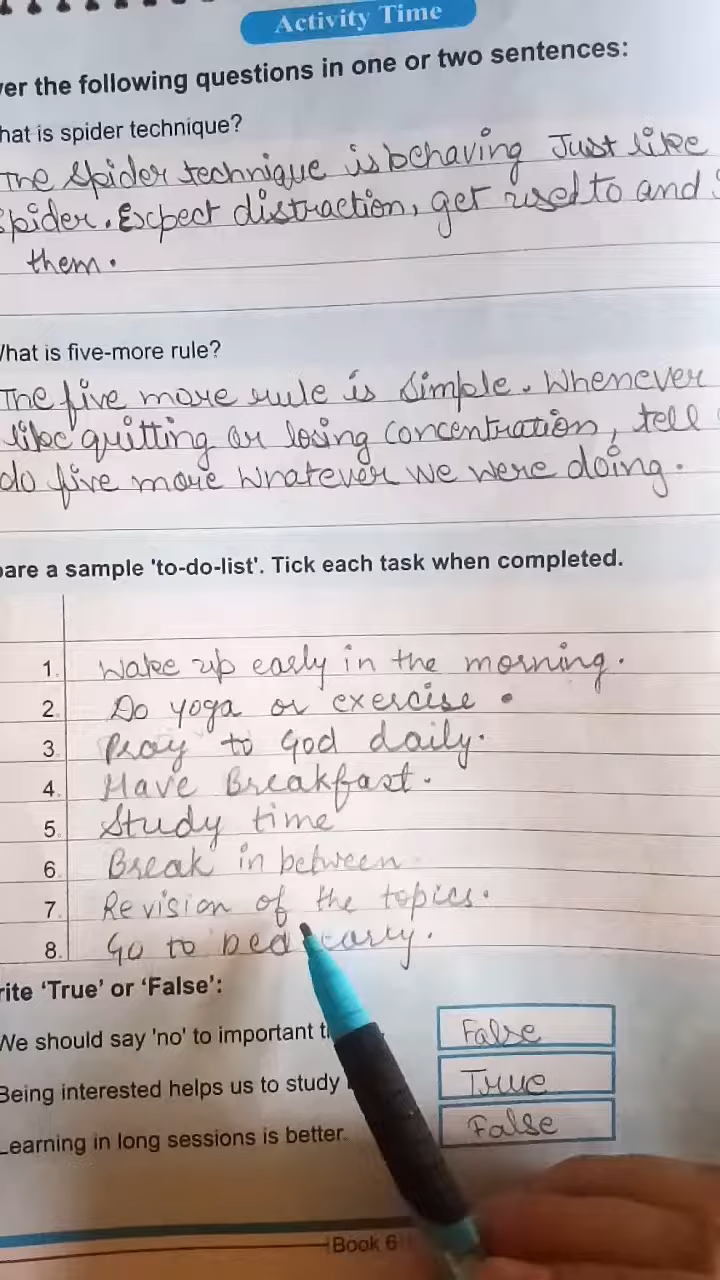 Activity Time
the following questions in one or two sentences:
is spider technique?
The Spider technique is behaving Just like
spider. Expect distraction, get used to and
them.
What is five-more rule?
The five more rule is simple. Whenever
like quitting or losing concentration, tell
do five more whatever we were doing.
a sample 'to-do-list'. Tick each task when completed.
1. Wake up early in the morning.
2. Do yoga or exercise.
3. Pray to God daily.
4. Have Breakfast.
5. Study time
6. Break in between
7. Revision of the topics.
8. Go to bed early.
'True' or 'False':
We should say 'no' to important False
Being interested helps us to study True
Learning in long sessions is better. False
Book 6